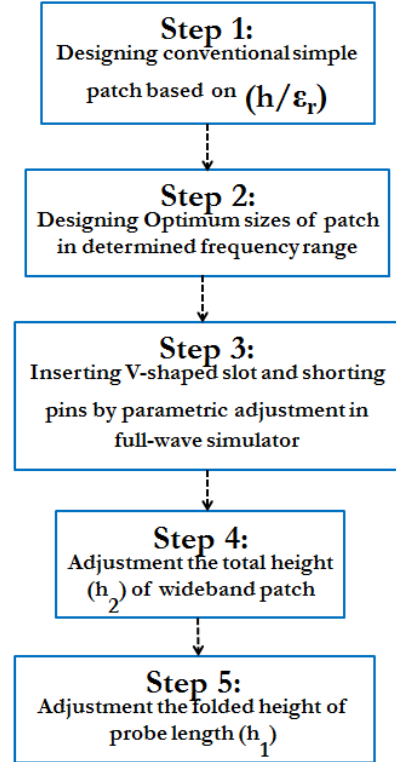 Step 1:
Designing conventional simple
patch based on (h/εr)
Step 2:
Designing Optimum sizes of patch
in determined frequency range
Step 3:
Inserting V-shaped slot and shorting
pins by parametric adjustment in
full-wave simulator
Step 4:
Adjustment the total height
(h2) of wideband patch
Step 5:
Adjustment the folded height of
probe length (h1)